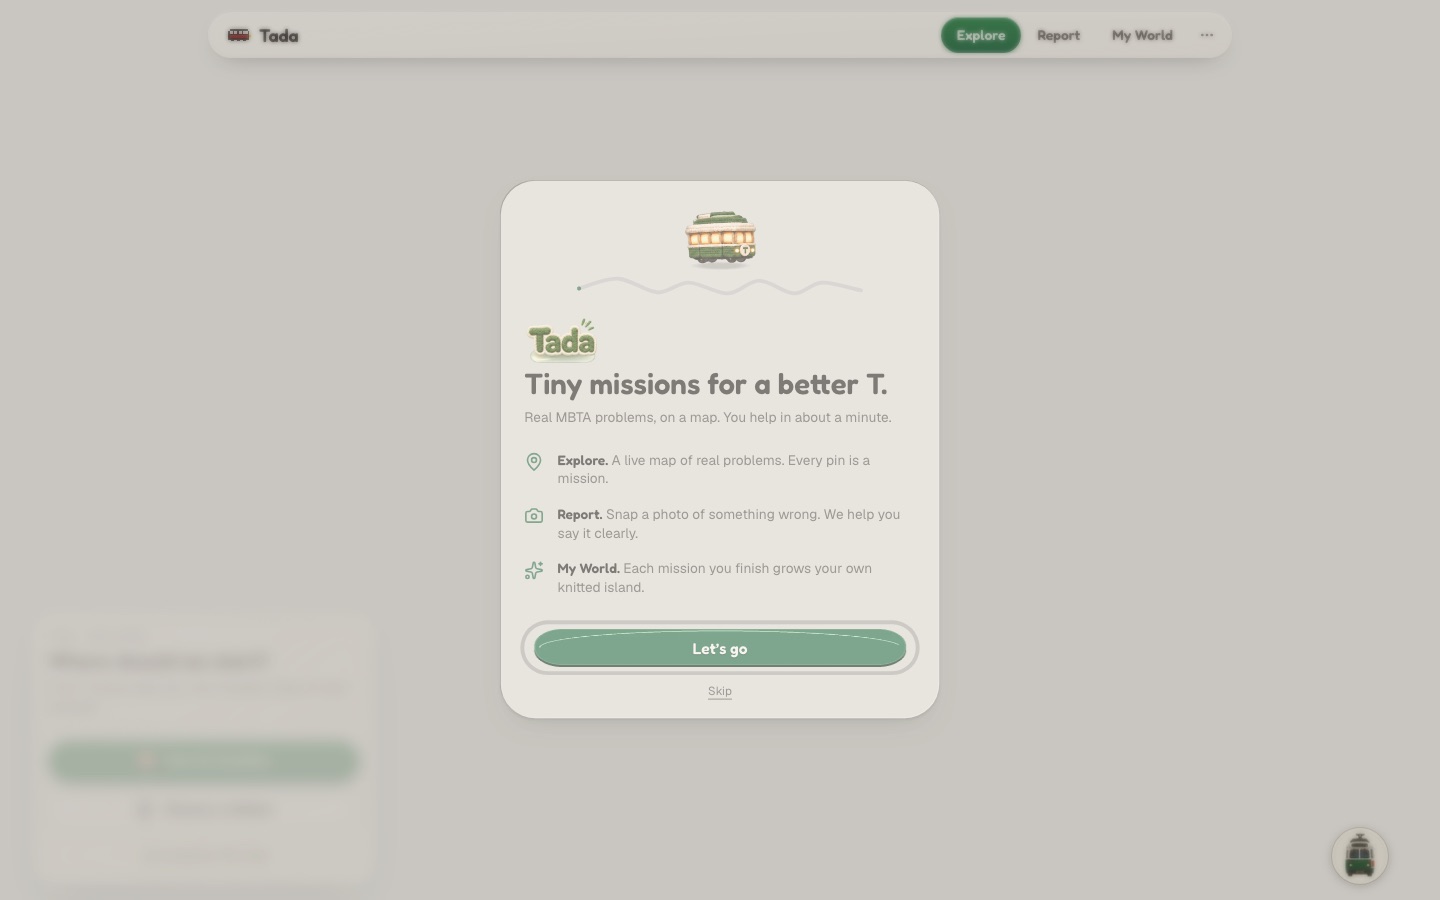 Tada
Explore
Report
My World
T
Tada
Tiny missions for a better T.
Real MBTA problems, on a map. You help in about a minute.
Explore. A live map of real problems. Every pin is a
mission.
Report. Snap a photo of something wrong. We help you
say it clearly.
My World. Each mission you finish grows your own
knitted island.
Let's go
Skip